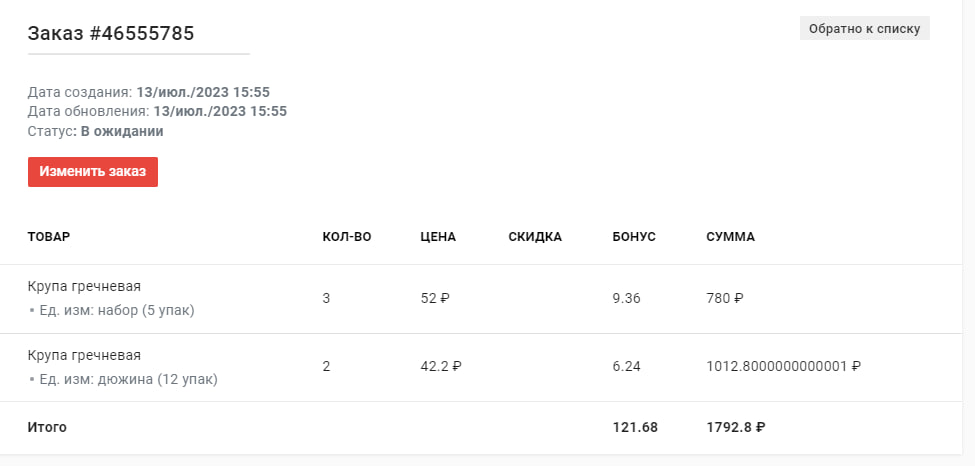 Заказ #46555785
Обратно к списку
Дата создания: 13/июл./2023 15:55
Дата обновления: 13/июл./2023 15:55
Статус: В ожидании
Изменить заказ
ТОВАР КОЛ-ВО ЦЕНА СКИДКА БОНУС СУММА
Крупа гречневая
• Ед. изм: набор (5 упак)
3 52 ₽ 9.36 780 ₽
Крупа гречневая
• Ед. изм: дюжина (12 упак)
2 42.2 ₽ 6.24 1012.8000000000001 ₽
Итого 121.68 1792.8 ₽